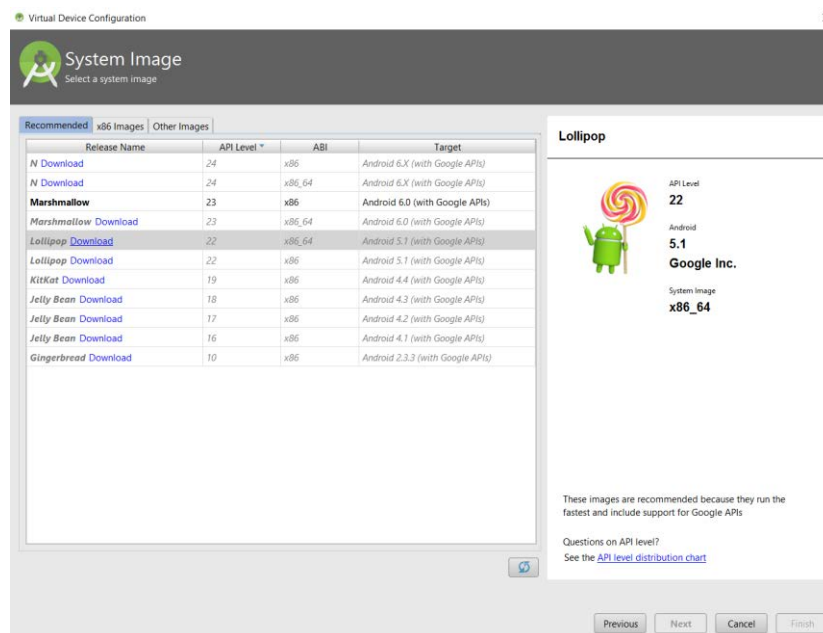 Virtual Device Configuration
System Image
Select a system image
Recommended x86 Images Other Images
Release Name API Level ABI Target
N Download 24 x86 Android 6.X (with Google APIs)
N Download 24 x86_64 Android 6.X (with Google APIs)
Marshmallow 23 x86 Android 6.0 (with Google APIs)
Marshmallow Download 23 x86_64 Android 6.0 (with Google APIs)
Lollipop Download 22 x86_64 Android 5.1 (with Google APIs)
Lollipop Download 22 x86 Android 5.1 (with Google APIs)
KitKat Download 19 x86 Android 4.4 (with Google APIs)
Jelly Bean Download 18 x86 Android 4.3 (with Google APIs)
Jelly Bean Download 17 x86 Android 4.2 (with Google APIs)
Jelly Bean Download 16 x86 Android 4.1 (with Google APIs)
Gingerbread Download 10 x86 Android 2.3.3 (with Google APIs)
Lollipop
API Level
22
Android
5.1
Google Inc.
System Image
x86_64
These images are recommended because they run the
fastest and include support for Google APIs
Questions on API level?
See the API level distribution chart
Previous Next Cancel Finish